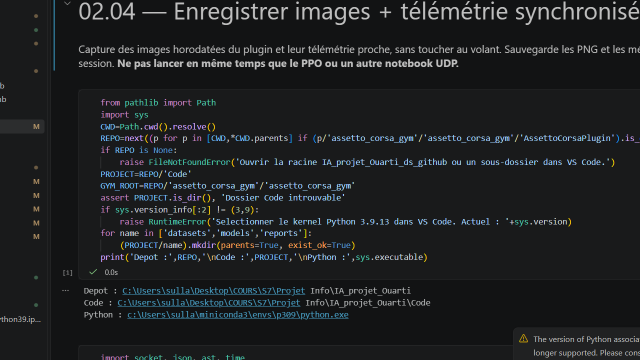 02.04 — Enregistrer images + télémétrie synchronisé
Capture des images horodatées du plugin et leur télémétrie proche, sans toucher au volant. Sauvegarde les PNG et les mé
session. Ne pas lancer en même temps que le PPO ou un autre notebook UDP.
from pathlib import Path
import sys
CWD=Path.cwd().resolve()
REPO=next((p for p in [CWD,*CWD.parents] if (p/'assetto_corsa_gym'/'assetto_corsa_gym'/'AssettoCorsaPlugin').is_
if REPO is None:
raise FileNotFoundError('Ouvrir la racine IA_projet_Ouarti_ds_github ou un sous-dossier dans VS Code.')
PROJECT=REPO/'Code'
GYM_ROOT=REPO/'assetto_corsa_gym'/'assetto_corsa_gym'
assert PROJECT.is_dir(), 'Dossier Code introuvable'
if sys.version_info[:2] != (3,9):
raise RuntimeError('Selectionner le kernel Python 3.9.13 dans VS Code. Actuel : '+sys.version)
for name in ['datasets','models','reports']:
(PROJECT/name).mkdir(parents=True, exist_ok=True)
print('Depot :',REPO,'\nCode :',PROJECT,'\nPython :',sys.executable)
[1]
0.0s
Depot : C:\Users\sulla\Desktop\COURS\S7\Projet Info\IA_projet_Ouarti
Code : C:\Users\sulla\Desktop\COURS\S7\Projet Info\IA_projet_Ouarti\Code
Python : c:\Users\sulla\miniconda3\envs\p309\python.exe
import socket, json, ast, time
b
ab
M
M
M
M
M
M
ython39.ip...
The version of Python associa
longer supported. Please cons